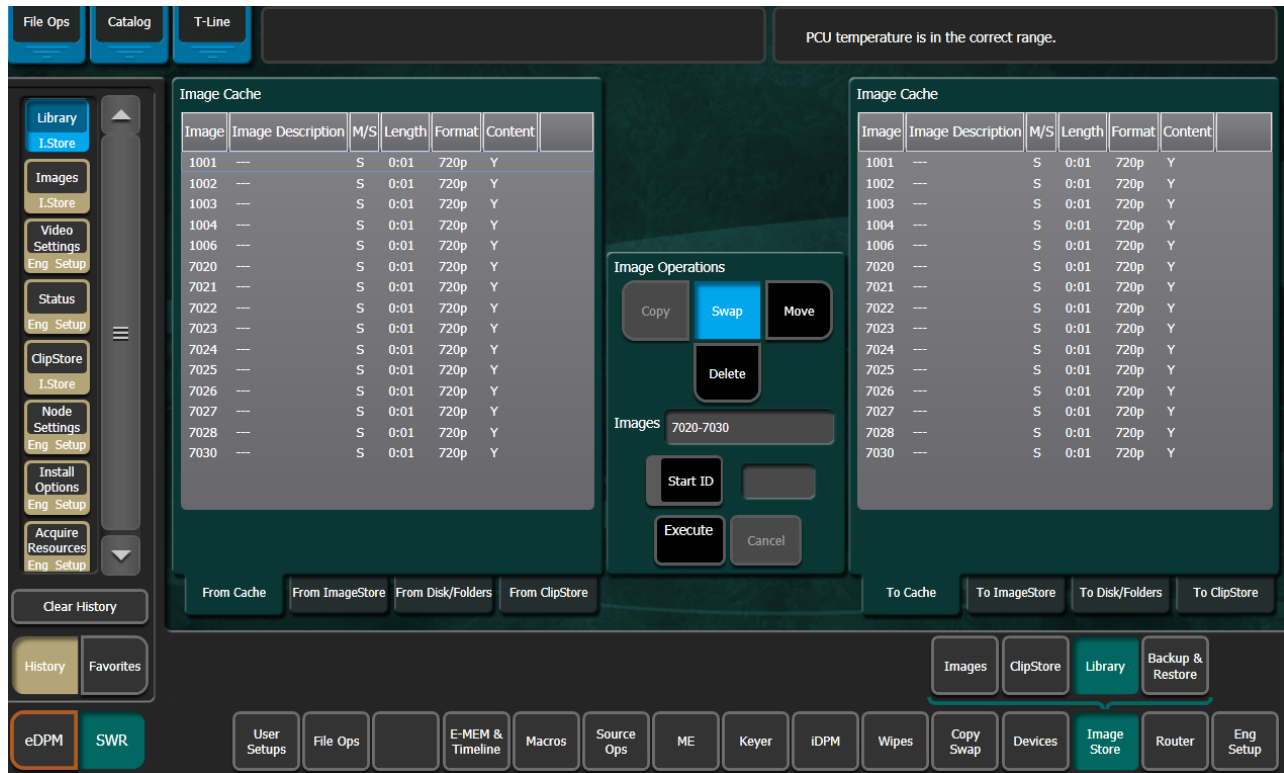 File Ops Catalog T-Line
PCU temperature is in the correct range.
Library
I.Store
Images
I.Store
Video
Settings
Eng Setup
Status
Eng Setup
ClipStore
I.Store
Node
Settings
Eng Setup
Install
Options
Eng Setup
Acquire
Resources
Eng Setup
Clear History
History Favorites
eDPM SWR
Image Cache
Image Image Description M/S Length Format Content
1001 --- S 0:01 720p Y
1002 --- S 0:01 720p Y
1003 --- S 0:01 720p Y
1004 --- S 0:01 720p Y
1006 --- S 0:01 720p Y
7020 --- S 0:01 720p Y
7021 --- S 0:01 720p Y
7022 --- S 0:01 720p Y
7023 --- S 0:01 720p Y
7024 --- S 0:01 720p Y
7025 --- S 0:01 720p Y
7026 --- S 0:01 720p Y
7027 --- S 0:01 720p Y
7028 --- S 0:01 720p Y
7030 --- S 0:01 720p Y
From Cache From ImageStore From Disk/Folders From ClipStore
Image Operations
Copy Swap Move
Delete
Images 7020-7030
Start ID
Execute Cancel
Image Cache
Image Image Description M/S Length Format Content
1001 --- S 0:01 720p Y
1002 --- S 0:01 720p Y
1003 --- S 0:01 720p Y
1004 --- S 0:01 720p Y
1006 --- S 0:01 720p Y
7020 --- S 0:01 720p Y
7021 --- S 0:01 720p Y
7022 --- S 0:01 720p Y
7023 --- S 0:01 720p Y
7024 --- S 0:01 720p Y
7025 --- S 0:01 720p Y
7026 --- S 0:01 720p Y
7027 --- S 0:01 720p Y
7028 --- S 0:01 720p Y
7030 --- S 0:01 720p Y
To Cache To ImageStore To Disk/Folders To ClipStore
Images ClipStore Library Backup &
Restore
User
Setups
File Ops
E-MEM &
Timeline
Macros
Source
Ops
ME
Keyer
iDPM
Wipes
Copy
Swap
Devices
Image
Store
Router
Eng
Setup